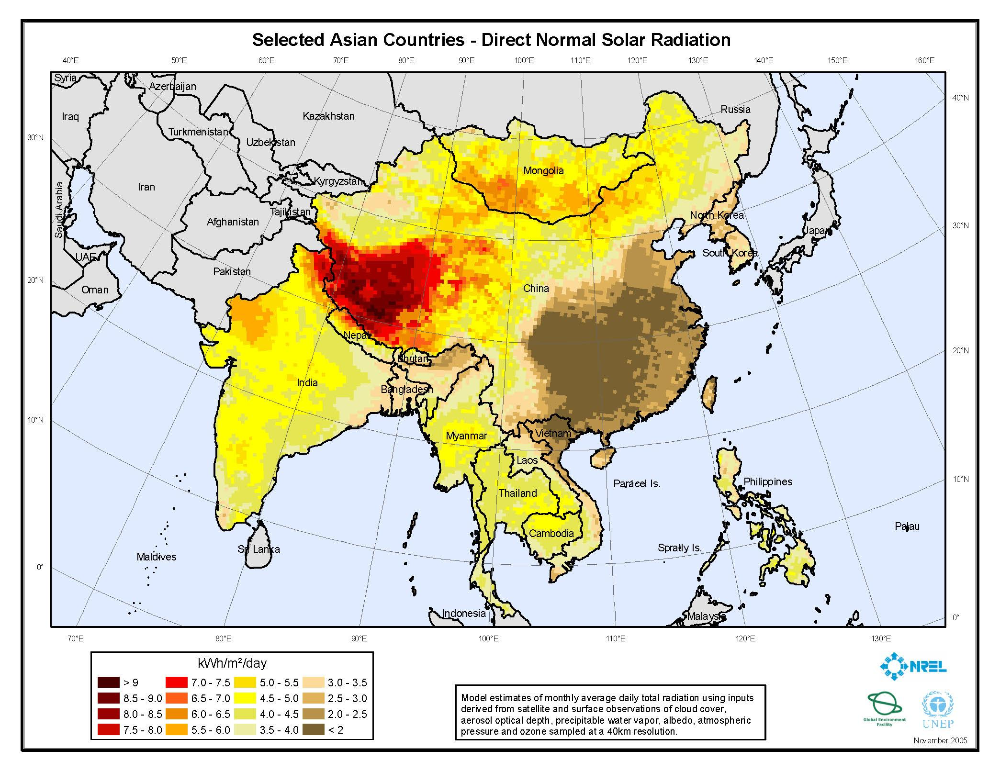 Selected Asian Countries - Direct Normal Solar Radiation
40°E 50°E 60°E 70°E 80°E 90°E 100°E 110°E 120°E 130°E 140°E 150°E 160°E
Syria
Azerbaijan
40°N
Iraq
Kazakhstan
Russia
Turkmenistan
30°N
Uzbekistan
Mongolia
Kyrgyzstan
Iran
Saudi Arabia
Tajikistan
North Korea
Afghanistan
30°N
Japan
South Korea
UAE
Pakistan
20°N
Oman
China
Nepal
20°N
Bhutan
India
Bangladesh
10°N
Vietnam
Myanmar
Laos
10°N
Philippines
Paracel Is.
Thailand
Palau
Cambodia
Spratly Is.
Sri Lanka
Maldives
0°
Indonesia
Malaysia
0°
70°E 80°E 90°E 100°E 110°E 120°E 130°E
kWh/m²/day
> 9 7.0 - 7.5 5.0 - 5.5 3.0 - 3.5
8.5 - 9.0 6.5 - 7.0 4.5 - 5.0 2.5 - 3.0
8.0 - 8.5 6.0 - 6.5 4.0 - 4.5 2.0 - 2.5
7.5 - 8.0 5.5 - 6.0 3.5 - 4.0 < 2
Model estimates of monthly average daily total radiation using inputs
derived from satellite and surface observations of cloud cover,
aerosol optical depth, precipitable water vapor, albedo, atmospheric
pressure and ozone sampled at a 40km resolution.
NREL
Global Environment
Facility
UNEP
November 2005